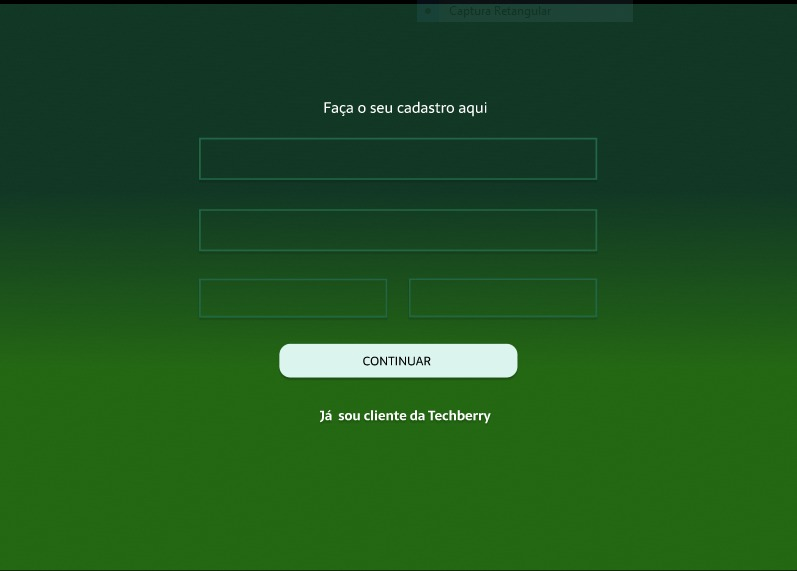 Captura Retangular
Faça o seu cadastro aqui
CONTINUAR
Já sou cliente da Techberry